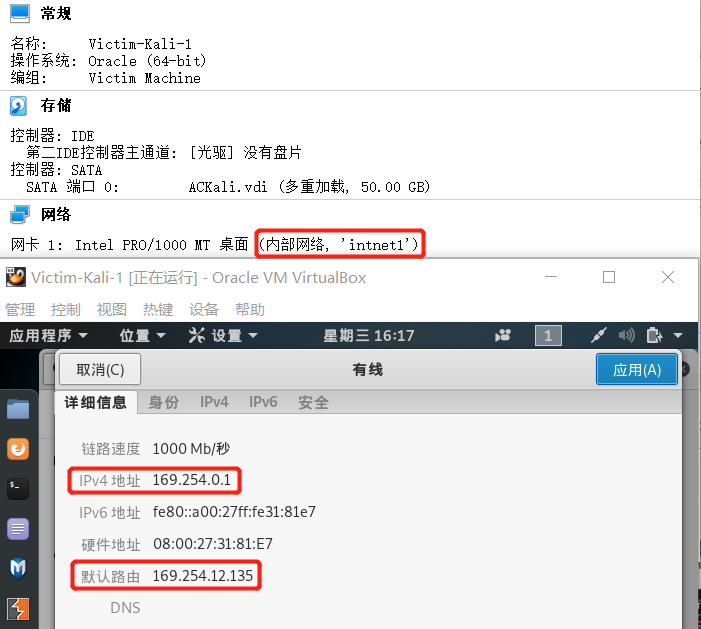 常规
名称: Victim-Kali-1
操作系统: Oracle (64-bit)
编组: Victim Machine
存储
控制器: IDE
第二IDE控制器主通道: [光驱] 没有盘片
控制器: SATA
SATA 端口 0: ACKali.vdi (多重加载, 50.00 GB)
网络
网卡 1: Intel PRO/1000 MT 桌面 (内部网络, 'intnet1')
Victim-Kali-1 [正在运行] - Oracle VM VirtualBox
管理 控制 视图 热键 设备 帮助
应用程序 位置 设置 星期三 16:17 1
取消(C) 有线 应用(A)
详细信息 身份 IPv4 IPv6 安全
链路速度 1000 Mb/秒
IPv4 地址 169.254.0.1
IPv6 地址 fe80::a00:27ff:fe31:81e7
硬件地址 08:00:27:31:81:E7
默认路由 169.254.12.135
DNS